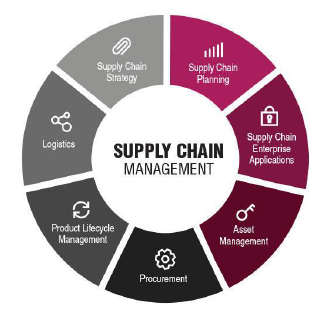 Supply Chain
Strategy
Supply Chain
Planning
Supply Chain
Enterprise
Applications
Asset
Management
Procurement
Product Lifecycle
Management
Logistics
SUPPLY CHAIN
MANAGEMENT